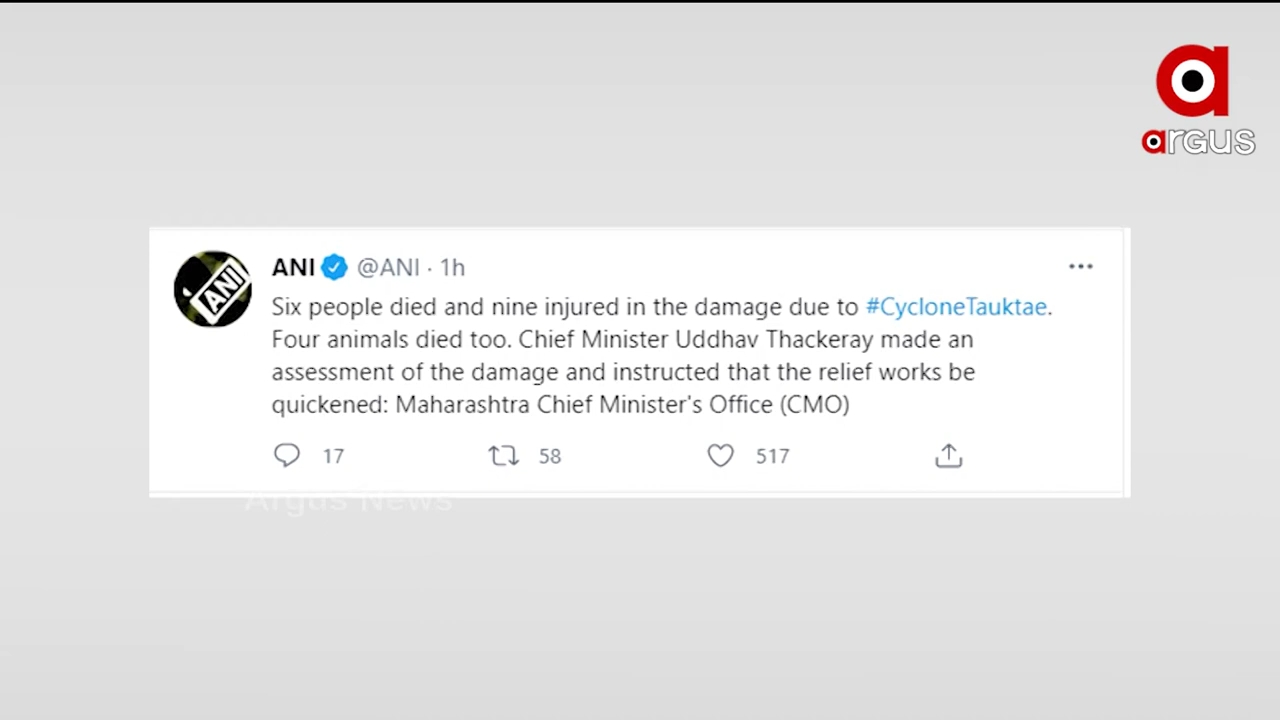 argus
ANI @ANI · 1h
Six people died and nine injured in the damage due to #CycloneTauktae.
Four animals died too. Chief Minister Uddhav Thackeray made an
assessment of the damage and instructed that the relief works be
quickened: Maharashtra Chief Minister's Office (CMO)
17 58 517
Argus News